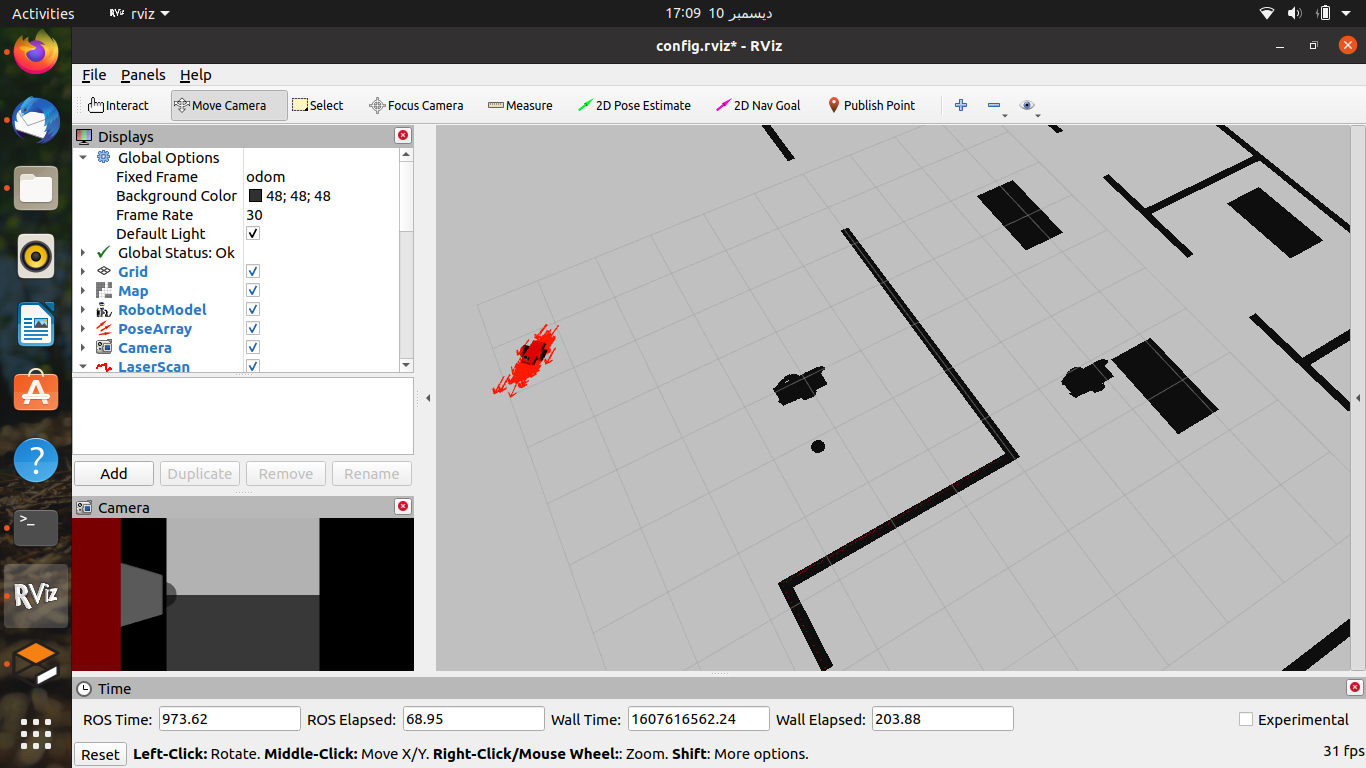 Activities
RViz rviz
17:09 10 ديسمبر
config.rviz* - RViz
File Panels Help
Interact Move Camera Select Focus Camera Measure 2D Pose Estimate 2D Nav Goal Publish Point
Displays
Global Options
Fixed Frame odom
Background Color 48; 48; 48
Frame Rate 30
Default Light
Global Status: Ok
Grid
Map
RobotModel
PoseArray
Camera
LaserScan
Add Duplicate Remove Rename
Camera
RViz
Time
ROS Time: 973.62 ROS Elapsed: 68.95 Wall Time: 1607616562.24 Wall Elapsed: 203.88 Experimental
Reset Left-Click: Rotate. Middle-Click: Move X/Y. Right-Click/Mouse Wheel:: Zoom. Shift: More options. 31 fps